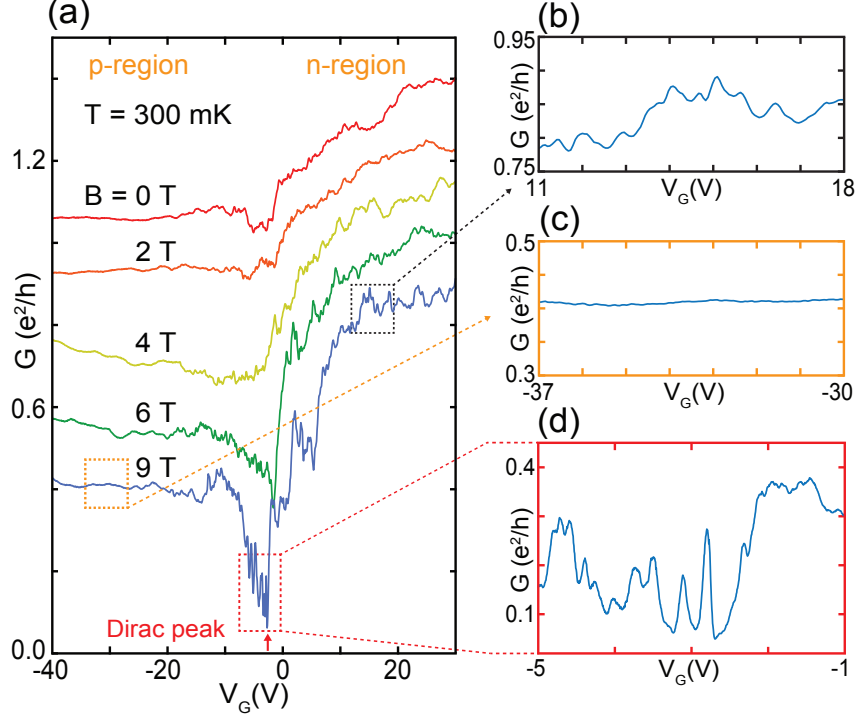 (a)
p-region
n-region
T = 300 mK
B = 0 T
2 T
4 T
6 T
9 T
Dirac peak
G (e²/h)
1.2
0.6
0.0
-40
-20
0
20
V_G(V)
(b)
0.95
0.75
G (e²/h)
11
V_G(V)
18
(c)
0.5
0.3
G (e²/h)
-37
V_G(V)
-30
(d)
0.4
0.1
G (e²/h)
-5
V_G(V)
-1